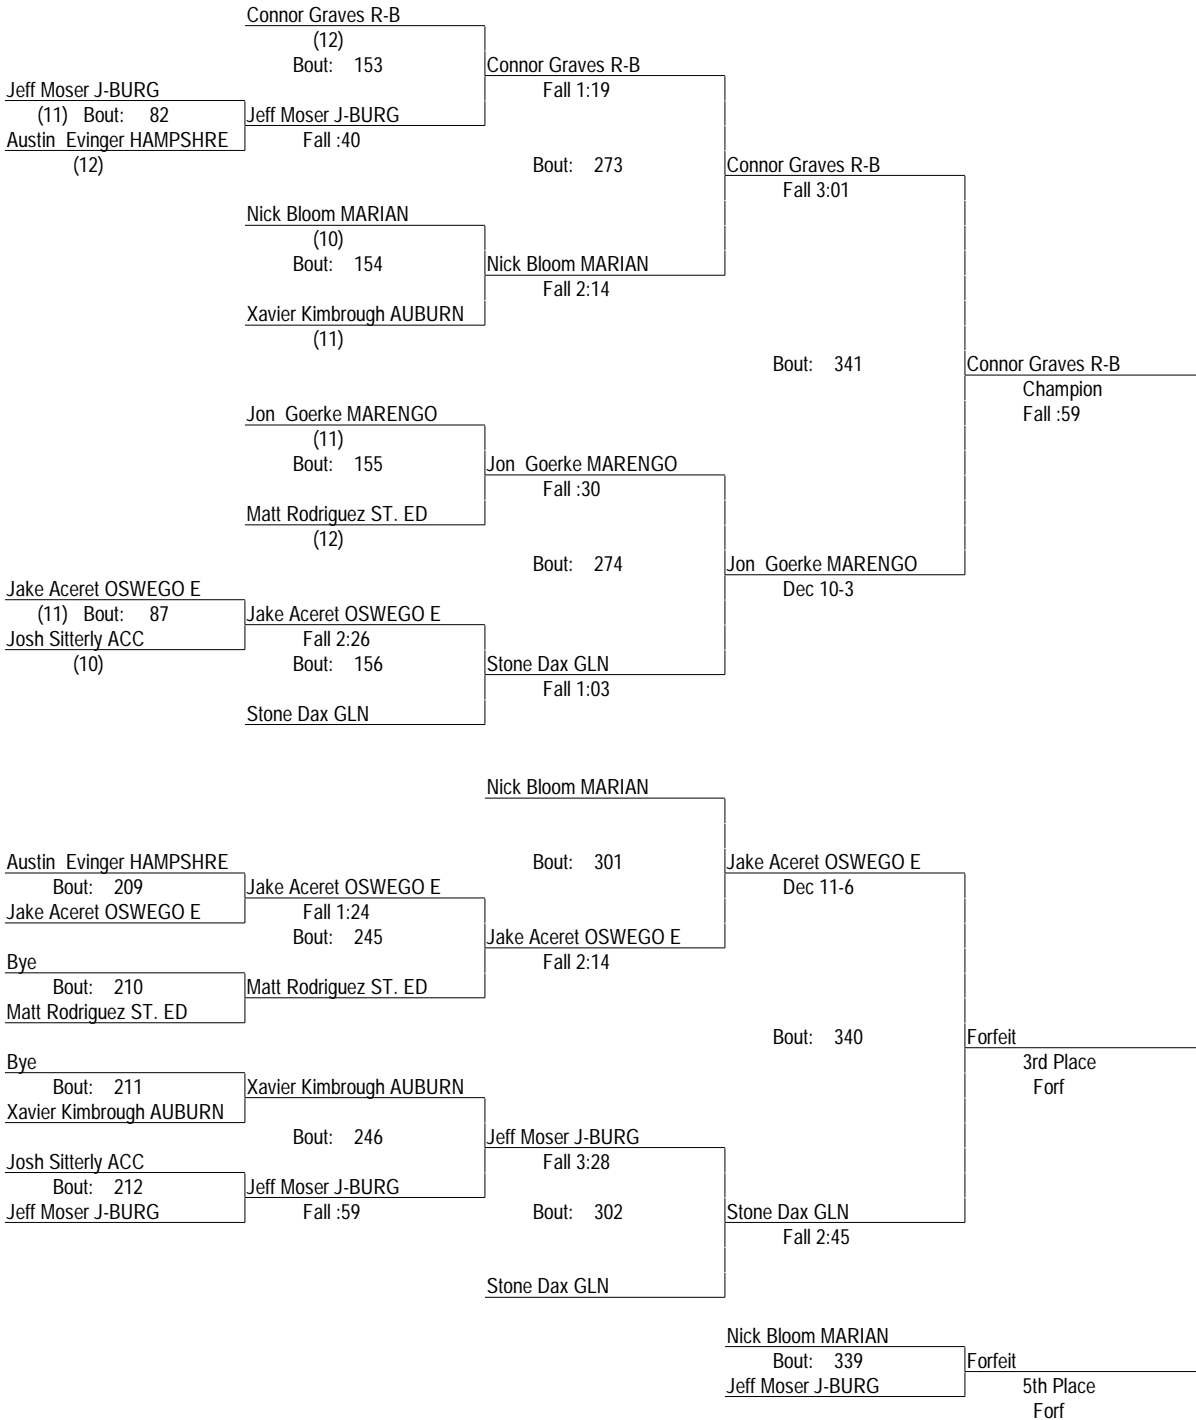 Connor Graves R-B
(12)
Bout: 153
Connor Graves R-B
Fall 1:19
Jeff Moser J-BURG
(11) Bout: 82
Jeff Moser J-BURG
Austin Evinger HAMPSHRE
Fall :40
(12)
Bout: 273
Connor Graves R-B
Fall 3:01
Nick Bloom MARIAN
(10)
Bout: 154
Nick Bloom MARIAN
Fall 2:14
Xavier Kimbrough AUBURN
(11)
Bout: 341
Connor Graves R-B
Champion
Fall :59
Jon Goerke MARENGO
(11)
Bout: 155
Jon Goerke MARENGO
Fall :30
Matt Rodriguez ST. ED
(12)
Bout: 274
Jon Goerke MARENGO
Dec 10-3
Jake Aceret OSWEGO E
(11) Bout: 87
Jake Aceret OSWEGO E
Josh Sitterly ACC
Fall 2:26
(10)
Bout: 156
Stone Dax GLN
Fall 1:03
Stone Dax GLN
Nick Bloom MARIAN
Austin Evinger HAMPSHRE
Bout: 301
Jake Aceret OSWEGO E
Bout: 209
Jake Aceret OSWEGO E
Dec 11-6
Jake Aceret OSWEGO E
Fall 1:24
Bout: 245
Jake Aceret OSWEGO E
Bye
Fall 2:14
Bout: 210
Matt Rodriguez ST. ED
Matt Rodriguez ST. ED
Bout: 340
Forfeit
Bye
3rd Place
Bout: 211
Xavier Kimbrough AUBURN
Forf
Xavier Kimbrough AUBURN
Bout: 246
Jeff Moser J-BURG
Josh Sitterly ACC
Fall 3:28
Bout: 212
Jeff Moser J-BURG
Jeff Moser J-BURG
Fall :59
Bout: 302
Stone Dax GLN
Fall 2:45
Stone Dax GLN
Nick Bloom MARIAN
Bout: 339
Forfeit
Jeff Moser J-BURG
5th Place
Forf